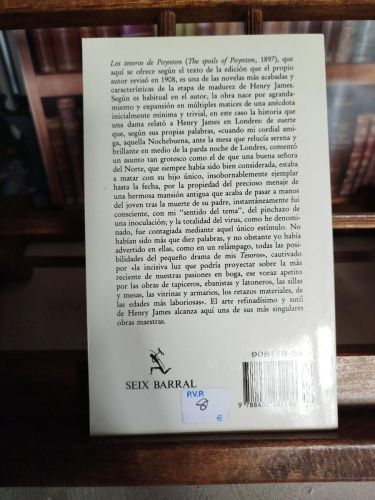 Los tesoros de Poynton (The spoils of Poynton, 1897), que
aquí se ofrece según el texto de la edición que el propio
autor revisó en 1908, es una de las novelas más acabadas y
características de la etapa de madurez de Henry James.
Según es habitual en el autor, la obra nace por agranda-
miento y expansión en múltiples matices de una anécdota
inicialmente mínima y trivial, en este caso la historia que
una dama relató a Henry James en Londres: de suerte
que, según sus propias palabras, «cuando mi cordial ami-
ga, aquella Nochebuena, ante la mesa que relucía serena y
brillante en medio de la parda noche de Londres, comentó
un asunto tan grotesco como el de que una buena señora
del Norte, que siempre había sido bien considerada, estaba
a matar con su hijo único, insobornablemente ejemplar
hasta la fecha, por la propiedad del precioso menaje de
una hermosa mansión antigua que acaba de pasar a manos
del joven tras la muerte de su padre, instantáneamente fui
consciente, con mi "sentido del tema", del pinchazo de
una inoculación; y la totalidad del virus, como he denomi-
nado, fue contagiada mediante aquel único estímulo. No
habían sido más que diez palabras, y no obstante yo había
advertido en ellas, como en un relámpago, todas las posi-
bilidades del pequeño drama de mis Tesoros», cautivado
por «la incisiva luz que podría proyectar sobre la más
reciente de nuestras pasiones en boga, ese voraz apetito
por las obras de tapiceros, ebanistas y latoneros, las sillas
y mesas, las vitrinas y armarios, los retazos materiales, de
las edades más laboriosas». El arte refinadísimo y sutil
de Henry James alcanza aquí una de sus más singulares
obras maestras.
SEIX BARRAL
P.V.P.
8
€